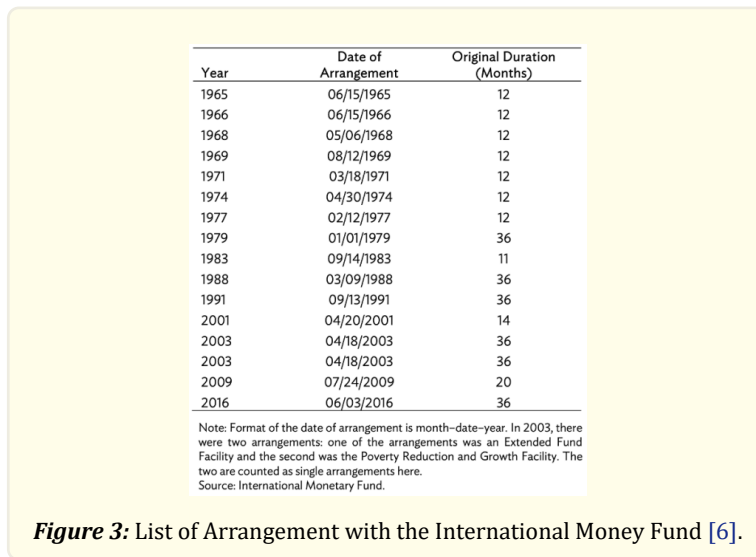 Year Date of Arrangement Original Duration (Months)
1965 06/15/1965 12
1966 06/15/1966 12
1968 05/06/1968 12
1969 08/12/1969 12
1971 03/18/1971 12
1974 04/30/1974 12
1977 02/12/1977 12
1979 01/01/1979 36
1983 09/14/1983 11
1988 03/09/1988 36
1991 09/13/1991 36
2001 04/20/2001 14
2003 04/18/2003 36
2003 04/18/2003 36
2009 07/24/2009 20
2016 06/03/2016 36
Note: Format of the date of arrangement is month–date–year. In 2003, there
were two arrangements: one of the arrangements was an Extended Fund
Facility and the second was the Poverty Reduction and Growth Facility. The
two are counted as single arrangements here.
Source: International Monetary Fund.
Figure 3: List of Arrangement with the International Money Fund [6].